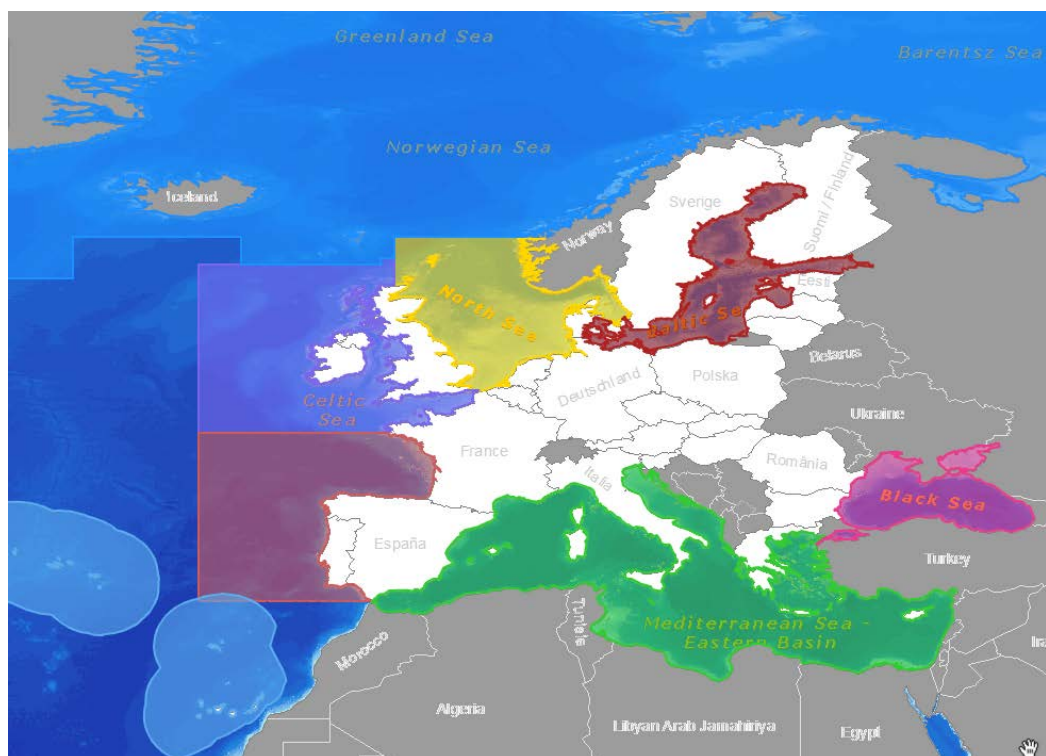 Greenland Sea
Barentsz Sea
Norwegian Sea
Iceland
Sverige
Suomi / Finland
Norway
North Sea
Eesti
Baltic Sea
Belarus
Deutschland
Polska
Celtic
Sea
Ukraine
France
România
Italia
Black Sea
España
Turkey
Mediterranean Sea -
Eastern Basin
Tunisie
Morocco
Algeria
Libyan Arab Jamahiriya
Egypt